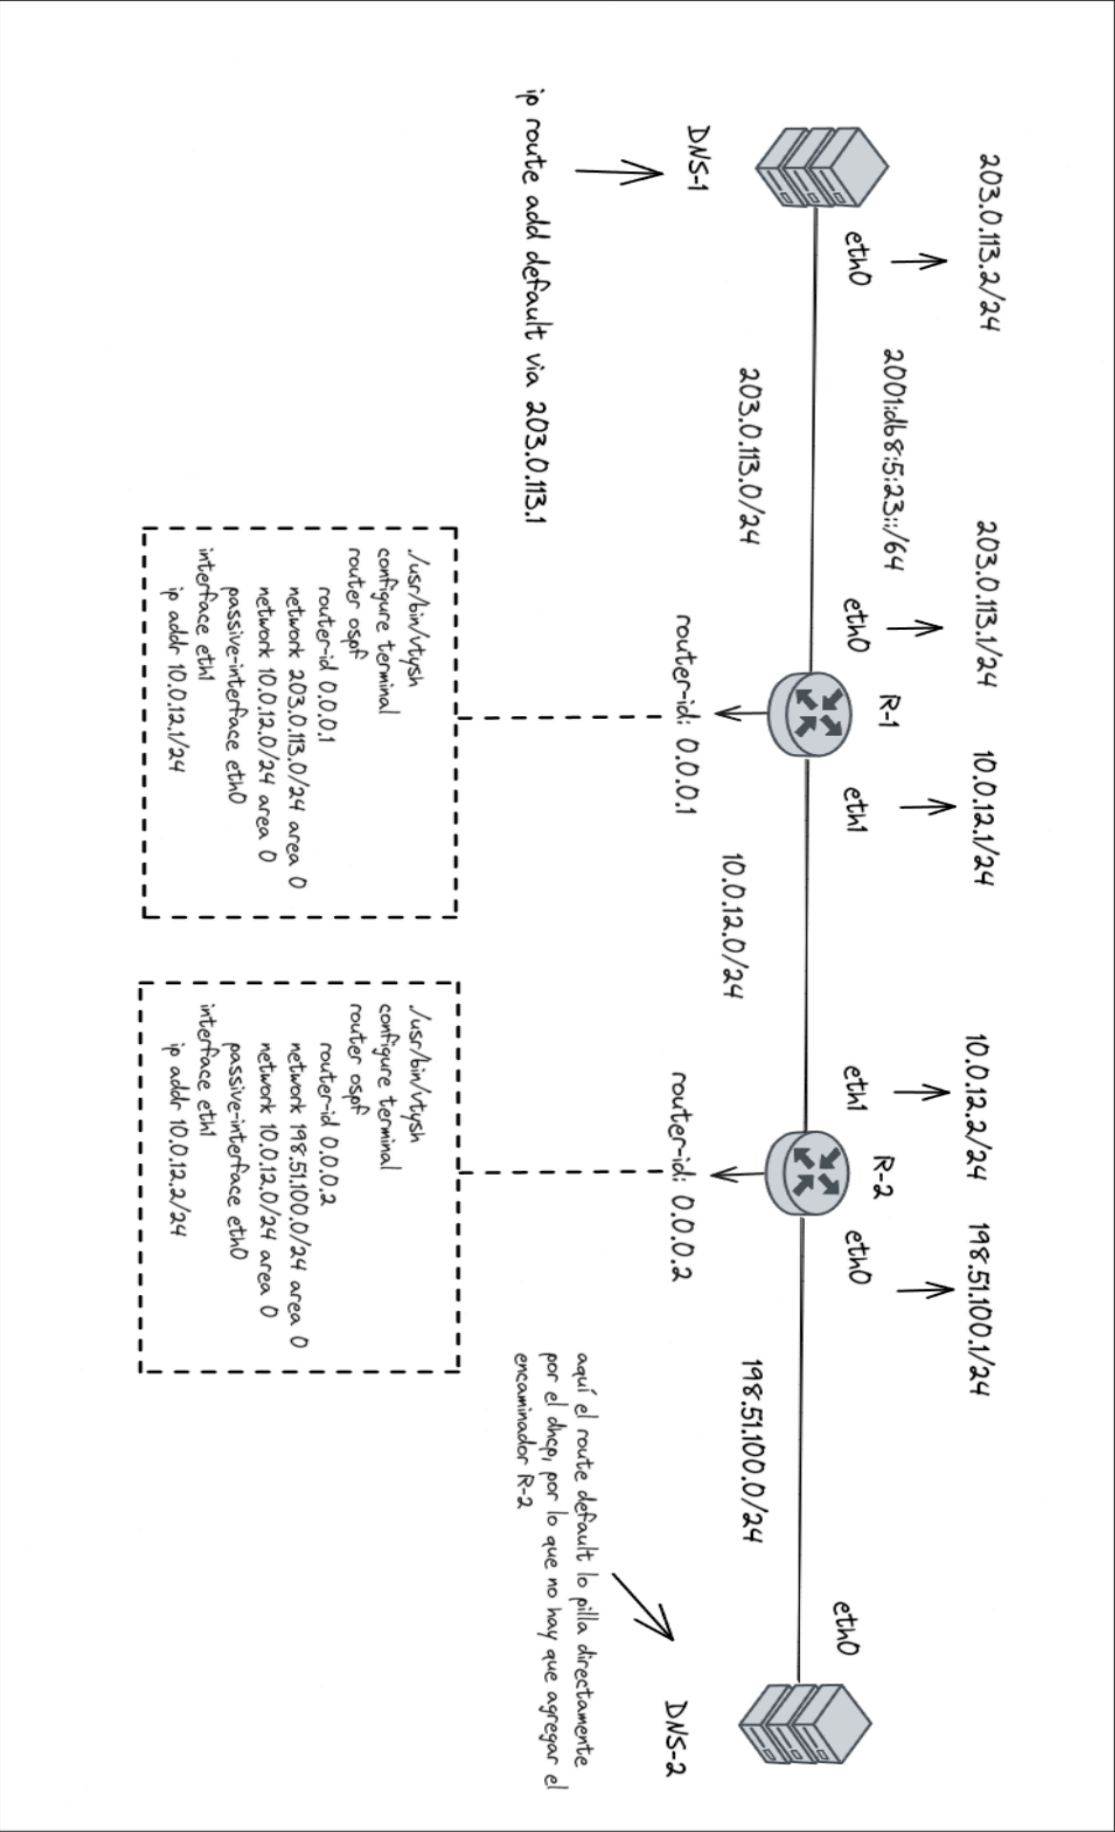 203.0.113.2/24
203.0.113.1/24
10.0.12.1/24
10.0.12.2/24
198.51.100.1/24
2001:db8:5:23::/64
R-1
R-2
eth0
eth0
eth1
eth1
eth0
eth0
203.0.113.0/24
10.0.12.0/24
198.51.100.0/24
DNS-1
router-id: 0.0.0.1
router-id: 0.0.0.2
DNS-2
ip route add default via 203.0.113.1
aquí el route default lo pilla directamente
por el dhcp, por lo que no hay que agregar el
encaminador R-2
./usr/bin/vtysh
configure terminal
router ospf
router-id 0.0.0.1
network 203.0.113.0/24 area 0
network 10.0.12.0/24 area 0
passive-interface eth0
interface eth1
ip addr 10.0.12.1/24
./usr/bin/vtysh
configure terminal
router ospf
router-id 0.0.0.2
network 198.51.100.0/24 area 0
network 10.0.12.0/24 area 0
passive-interface eth0
interface eth1
ip addr 10.0.12.2/24